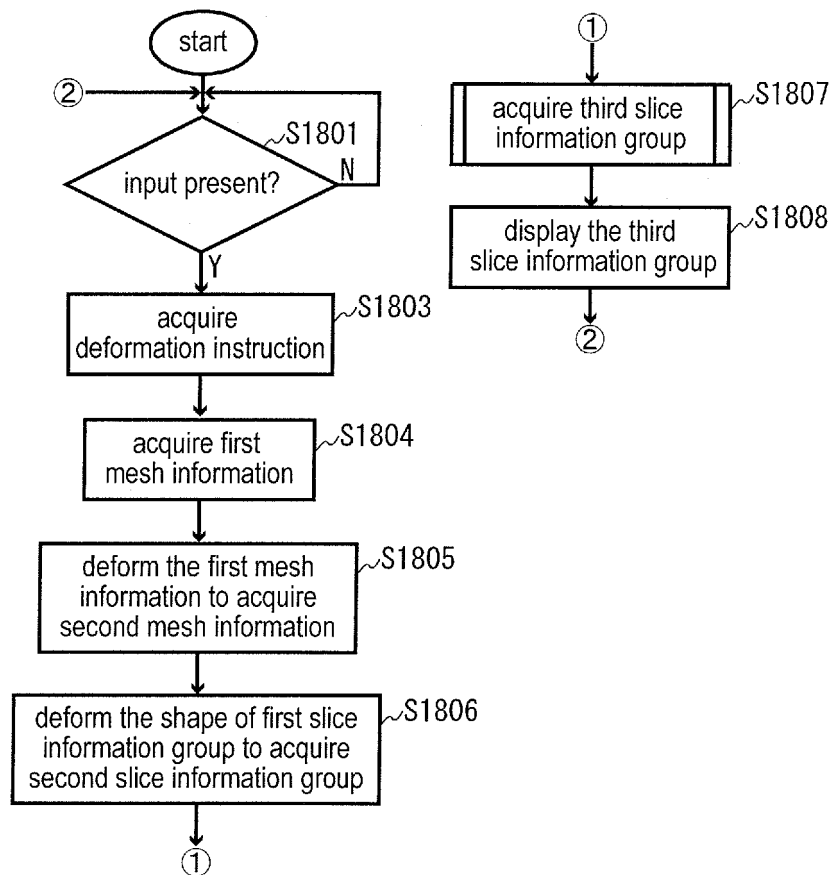 start
②
S1801
input present?
N
Y
S1803
acquire
deformation instruction
S1804
acquire first
mesh information
S1805
deform the first mesh
information to acquire
second mesh information
S1806
deform the shape of first slice
information group to acquire
second slice information group
①
①
S1807
acquire third slice
information group
S1808
display the third
slice information group
②